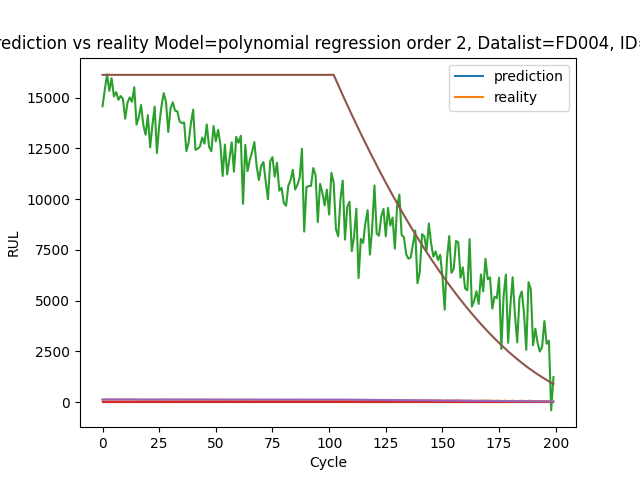 rediction vs reality Model=polynomial regression order 2, Datalist=FD004, ID=
prediction
reality
RUL
15000
12500
10000
7500
5000
2500
0
0 25 50 75 100 125 150 175 200
Cycle